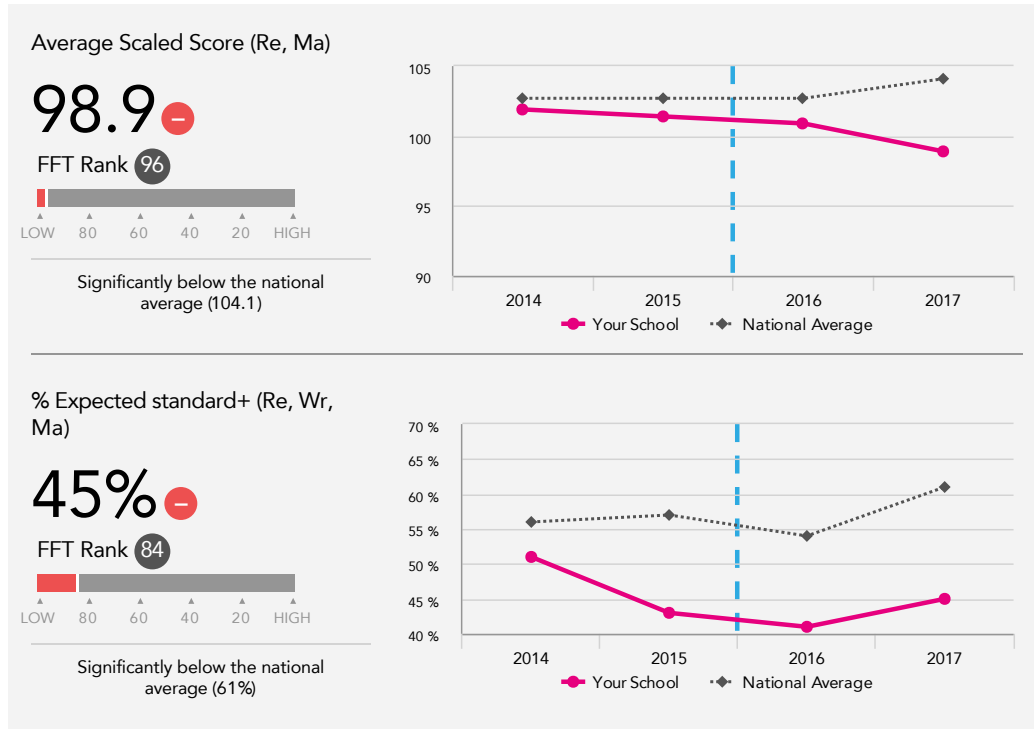 Average Scaled Score (Re, Ma)
98.9 –
FFT Rank 96
LOW 80 60 40 20 HIGH
Significantly below the national
average (104.1)
105
100
95
90
2014 2015 2016 2017
Your School National Average
% Expected standard+ (Re, Wr,
Ma)
45% –
FFT Rank 84
LOW 80 60 40 20 HIGH
Significantly below the national
average (61%)
70 %
65 %
60 %
55 %
50 %
45 %
40 %
2014 2015 2016 2017
Your School National Average